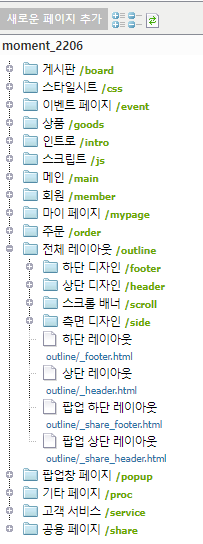 새로운 페이지 추가
moment_2206
게시판 /board
스타일시트 /css
이벤트 페이지 /event
상품 /goods
인트로 /intro
스크립트 /js
메인 /main
회원 /member
마이 페이지 /mypage
주문 /order
전체 레이아웃 /outline
하단 디자인 /footer
상단 디자인 /header
스크롤 배너 /scroll
측면 디자인 /side
하단 레이아웃
outline/_footer.html
상단 레이아웃
outline/_header.html
팝업 하단 레이아웃
outline/_share_footer.html
팝업 상단 레이아웃
outline/_share_header.html
팝업창 페이지 /popup
기타 페이지 /proc
고객 서비스 /service
공용 페이지 /share